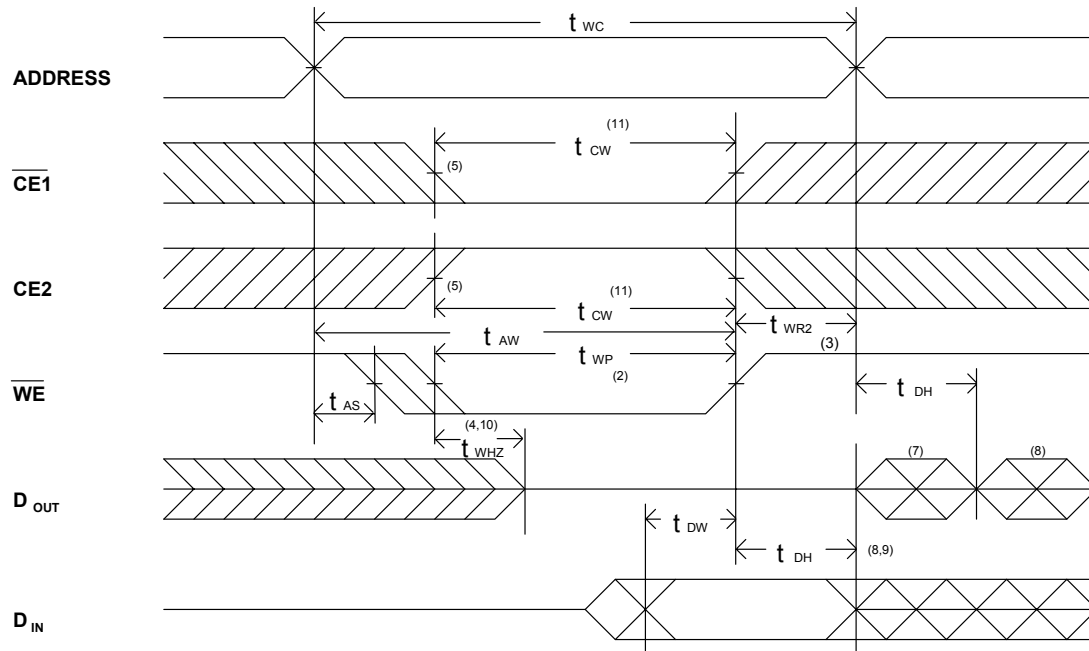 t WC
ADDRESS
(11)
t CW
CE1
(5)
CE2
(5)
(11)
t CW
t WR2
t AW
t WP
(3)
(2)
WE
t DH
t AS
(4,10)
t WHZ
(7)
(8)
D OUT
t DW
t DH
(8,9)
D IN